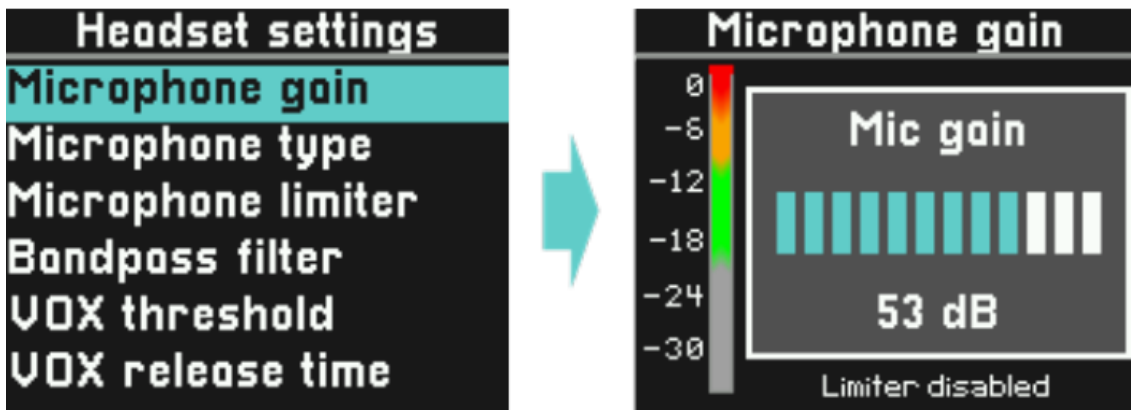 Headset settings
Microphone gain
Microphone type
Microphone limiter
Bandpass filter
VOX threshold
VOX release time
Microphone gain
0
-6
-12
-18
-24
-30
Mic gain
53 dB
Limiter disabled